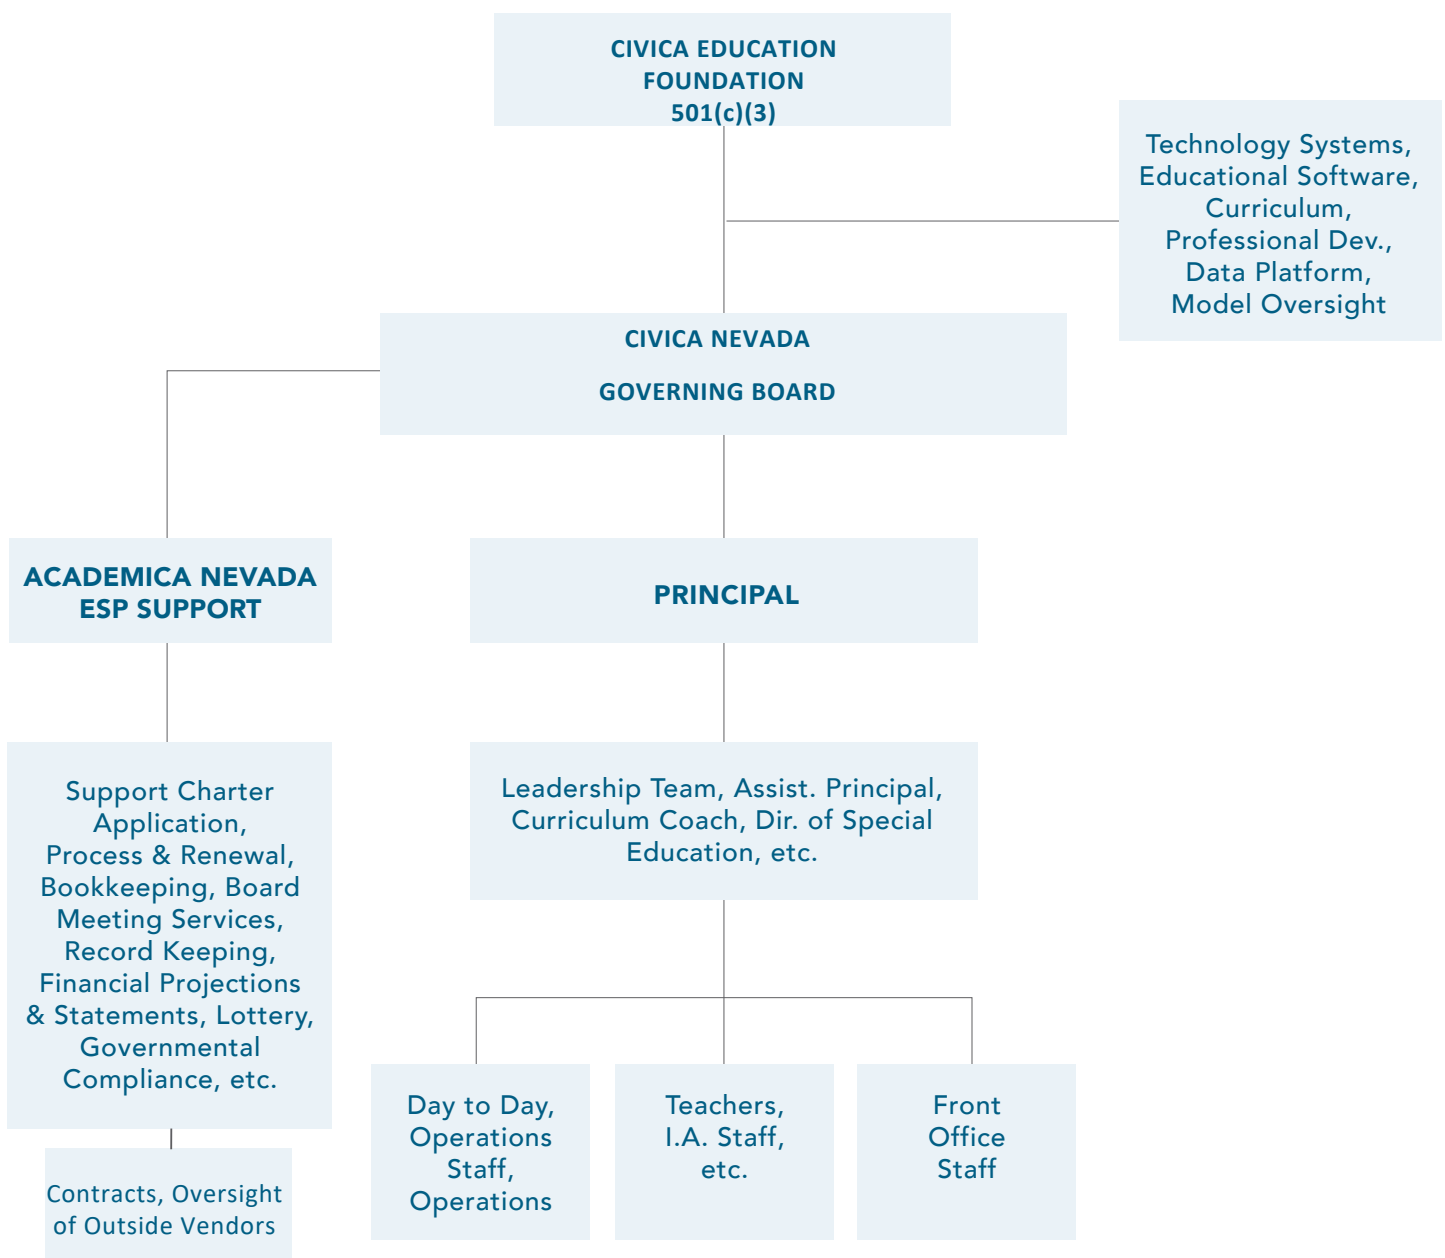 CIVICA EDUCATION
FOUNDATION
501(c)(3)
Technology Systems,
Educational Software,
Curriculum,
Professional Dev.,
Data Platform,
Model Oversight
CIVICA NEVADA
GOVERNING BOARD
ACADEMICA NEVADA
ESP SUPPORT
PRINCIPAL
Support Charter
Application,
Process & Renewal,
Bookkeeping, Board
Meeting Services,
Record Keeping,
Financial Projections
& Statements, Lottery,
Governmental
Compliance, etc.
Leadership Team, Assist. Principal,
Curriculum Coach, Dir. of Special
Education, etc.
Day to Day,
Operations
Staff,
Operations
Teachers,
I.A. Staff,
etc.
Front
Office
Staff
Contracts, Oversight
of Outside Vendors